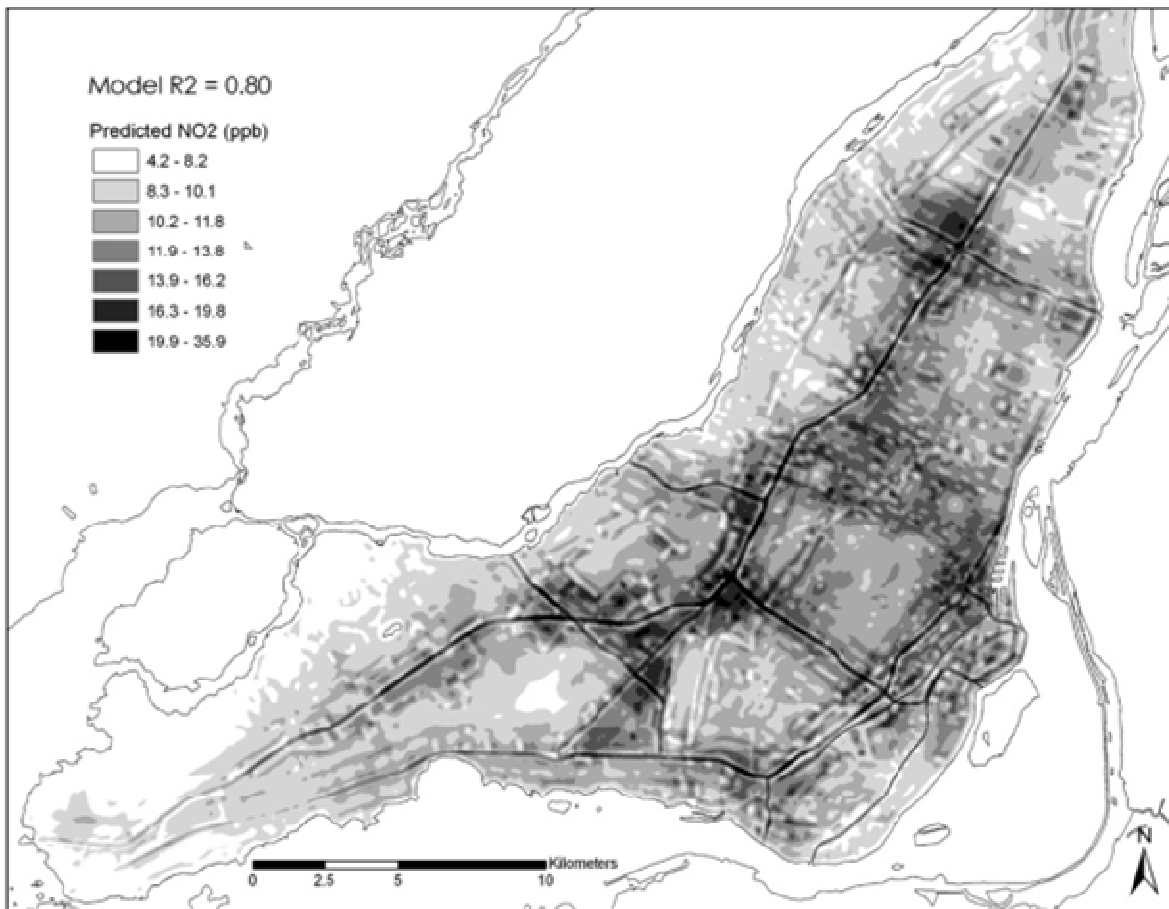 Model R2 = 0.80
Predicted NO2 (ppb)
4.2 - 8.2
8.3 - 10.1
10.2 - 11.8
11.9 - 13.8
13.9 - 16.2
16.3 - 19.8
19.9 - 35.9
Kilometers
0 2.5 5 10
N